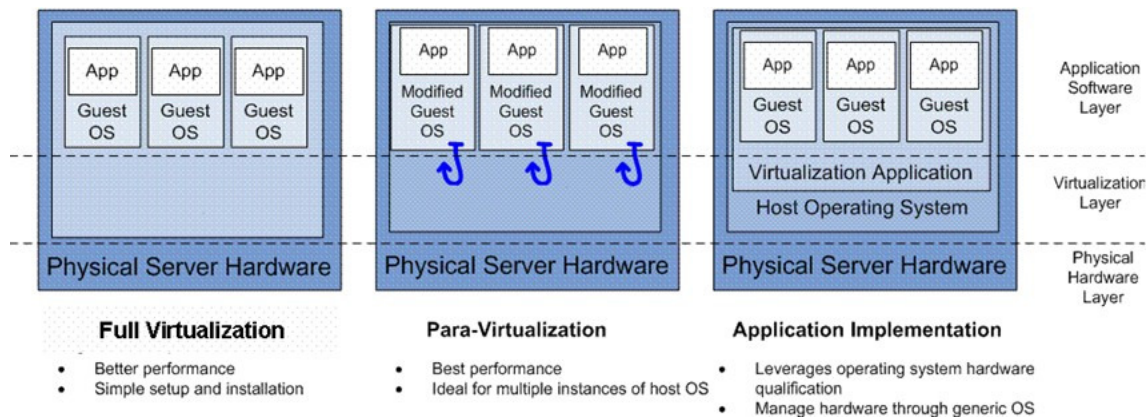 App App App
Guest OS Guest OS Guest OS
Physical Server Hardware
App App App
Modified Guest OS Modified Guest OS Modified Guest OS
Physical Server Hardware
App App App
Guest OS Guest OS Guest OS
Virtualization Application
Host Operating System
Physical Server Hardware
Application
Software
Layer
Virtualization
Layer
Physical
Hardware
Layer
Full Virtualization
• Better performance
• Simple setup and installation
Para-Virtualization
• Best performance
• Ideal for multiple instances of host OS
Application Implementation
• Leverages operating system hardware
qualification
• Manage hardware through generic OS